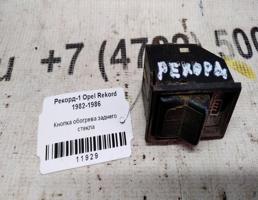 +7 (47
РЕКОРД
Рекорд-1 Opel Rekord
1982-1986
Кнопка обогрева заднего
стекла
11929